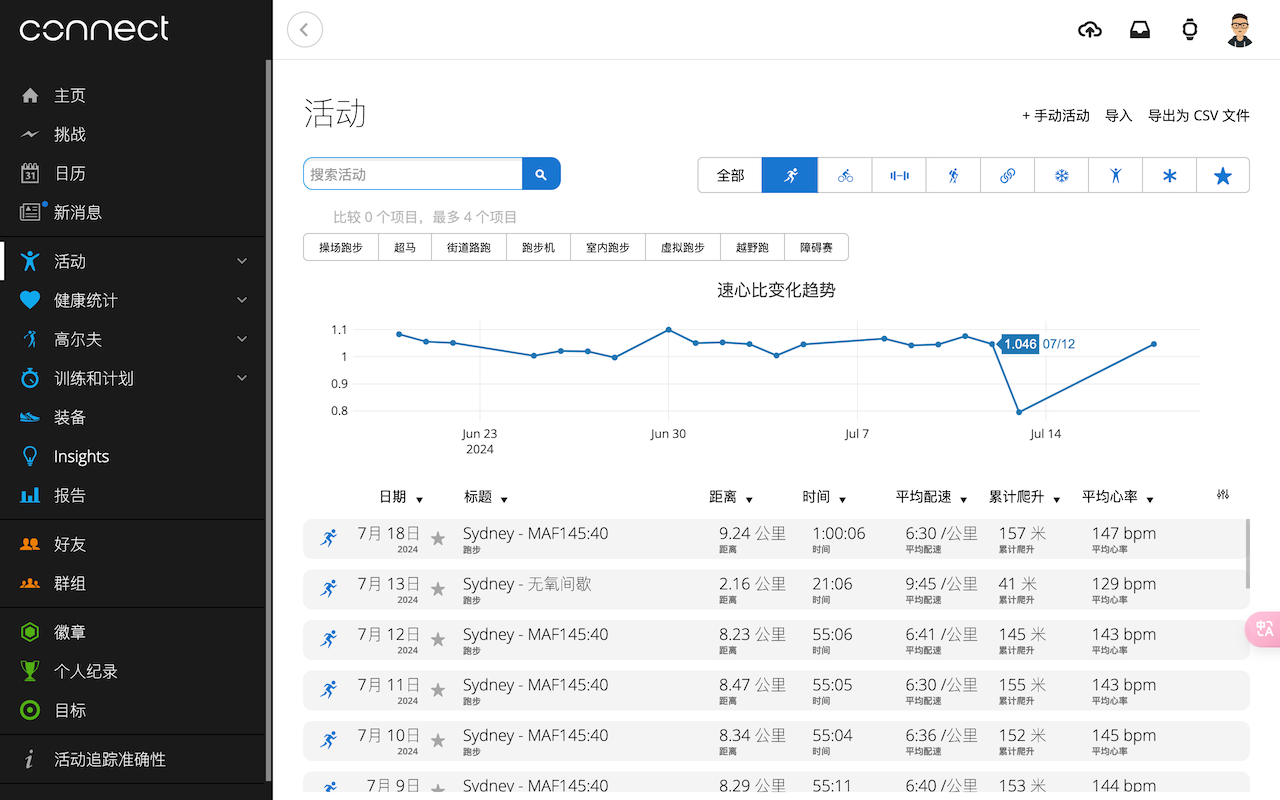 connect
主页
挑战
31
日历
新消息
活动
健康统计
高尔夫
训练和计划
装备
Insights
报告
好友
群组
徽章
个人纪录
目标
i 活动追踪准确性
活动
+ 手动活动 导入 导出为 CSV 文件
搜索活动
全部
比较 0 个项目，最多 4 个项目
操场跑步 超马 街道路跑 跑步机 室内跑步 虚拟跑步 越野跑 障碍赛
速心比变化趋势
1.1
1
0.9
0.8
1.046 07/12
Jun 23 Jun 30 Jul 7 Jul 14
2024
日期 标题 距离 时间 平均配速 累计爬升 平均心率
7月 18日 Sydney - MAF145:40 9.24 公里 1:00:06 6:30 /公里 157 米 147 bpm
2024 跑步 距离 时间 平均配速 累计爬升 平均心率
7月 13日 Sydney - 无氧间歇 2.16 公里 21:06 9:45 /公里 41 米 129 bpm
2024 跑步 距离 时间 平均配速 累计爬升 平均心率
7月 12日 Sydney - MAF145:40 8.23 公里 55:06 6:41 /公里 145 米 143 bpm
2024 跑步 距离 时间 平均配速 累计爬升 平均心率
7月 11日 Sydney - MAF145:40 8.47 公里 55:05 6:30 /公里 155 米 143 bpm
2024 跑步 距离 时间 平均配速 累计爬升 平均心率
7月 10日 Sydney - MAF145:40 8.34 公里 55:04 6:36 /公里 152 米 145 bpm
2024 跑步 距离 时间 平均配速 累计爬升 平均心率
7月 9日 Sydney - MAF145:40 8.29 公里 55:11 6:40 /公里 153 米 144 bpm
中 A